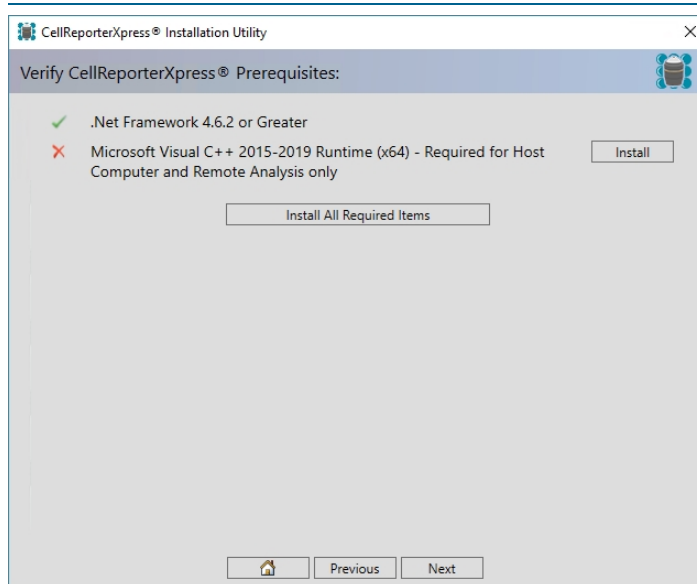 CellReporterXpress® Installation Utility
Verify CellReporterXpress® Prerequisites:
.Net Framework 4.6.2 or Greater
Microsoft Visual C++ 2015-2019 Runtime (x64) - Required for Host
Computer and Remote Analysis only
Install
Install All Required Items
Previous
Next